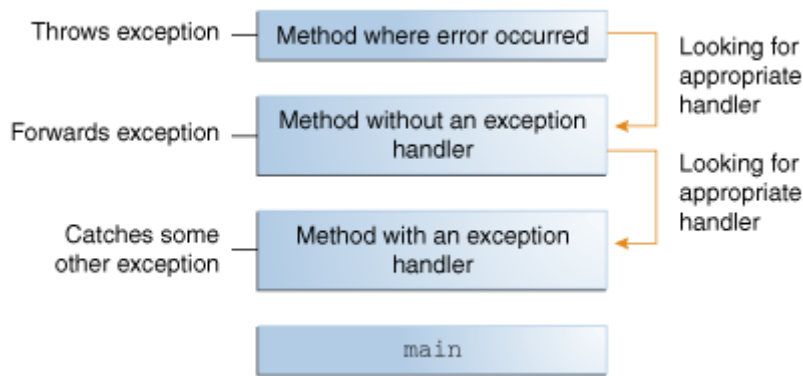 Throws exception
Method where error occurred
Looking for
appropriate
handler
Forwards exception
Method without an exception
handler
Looking for
appropriate
handler
Catches some
other exception
Method with an exception
handler
main